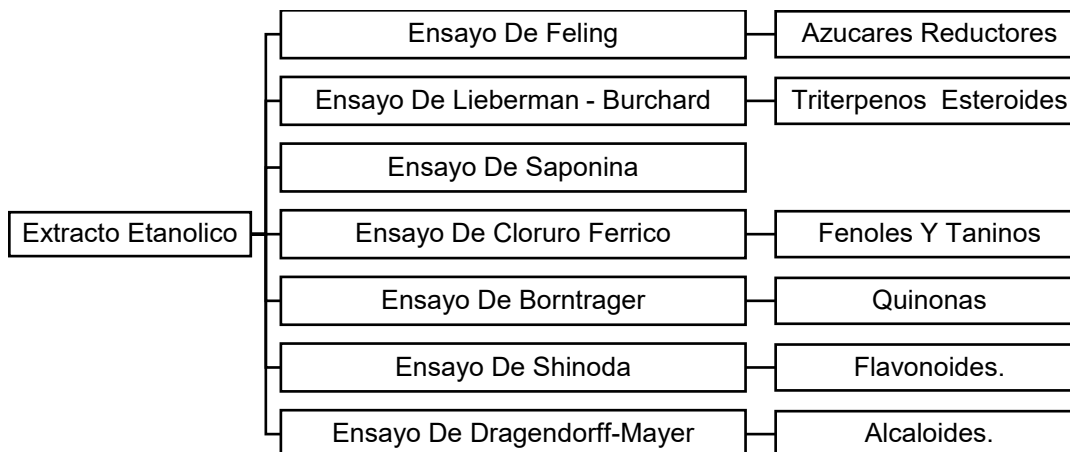 Ensayo De Feling
Azucares Reductores
Ensayo De Lieberman - Burchard
Triterpenos Esteroides
Ensayo De Saponina
Extracto Etanolico
Ensayo De Cloruro Ferrico
Fenoles Y Taninos
Ensayo De Borntrager
Quinonas
Ensayo De Shinoda
Flavonoides.
Ensayo De Dragendorff-Mayer
Alcaloides.